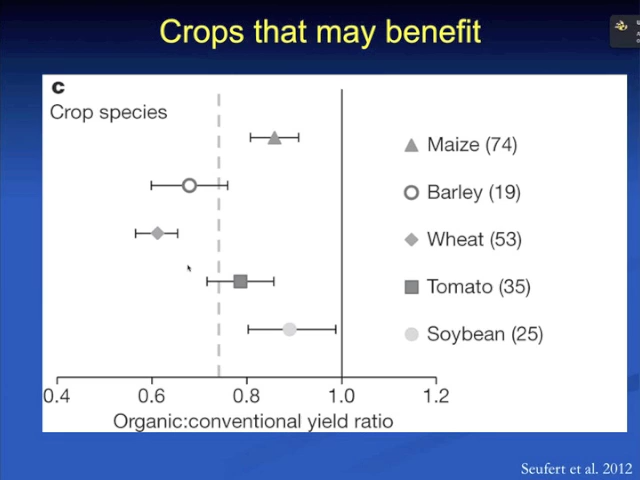 Crops that may benefit
c
Crop species
Maize (74)
Barley (19)
Wheat (53)
Tomato (35)
Soybean (25)
0.4 0.6 0.8 1.0 1.2
Organic:conventional yield ratio
Seufert et al. 2012